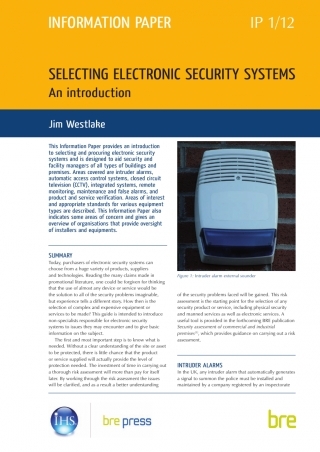 INFORMATION PAPER
IP 1/12
SELECTING ELECTRONIC SECURITY SYSTEMS
An introduction
Jim Westlake
This Information Paper provides an introduction
to selecting and procuring electronic security
systems and is designed to aid security and
facility managers of all types of buildings and
premises. Areas covered are intruder alarms,
automatic access control systems, closed circuit
television (CCTV), integrated systems, remote
monitoring, maintenance and false alarms, and
product and service verification. Areas of interest
and appropriate standards for various equipment
types are described. This Information Paper also
indicates some areas of concern and gives an
overview of organisations that provide oversight
of installers and equipments.
SUMMARY
Today, purchasers of electronic security systems can
choose from a huge variety of products, suppliers
and technologies. Reading the many claims made in
promotional literature, one could be forgiven for thinking
that the use of almost any device or service would be
the solution to all of the security problems imaginable,
but experience tells a different story. How then is the
selection of complex and expensive equipment or
services to be made? This guide is intended to introduce
non-specialists responsible for electronic security
systems to issues they may encounter and to give basic
information on the subject.
The first and most important step is to know what is
needed. Without a clear understanding of the site or asset
to be protected, there is little chance that the product
or service supplied will actually provide the level of
protection needed. The investment of time in carrying out
a thorough risk assessment will more than pay for itself
later. By working through the risk assessment the issues
will be clarified, and as a result a better understanding
Figure 1: Intruder alarm external sounder
of the security problems faced will be gained. This risk
assessment is the starting point for the selection of any
security product or service, including physical security
and manned services as well as electronic services. A
useful tool is provided in the forthcoming BRE publication
Security assessment of commercial and industrial
premises, which provides guidance on carrying out a risk
assessment.
INTRUDER ALARMS
In the UK, any intruder alarm that automatically generates
a signal to summon the police must be installed and
maintained by a company registered by an inspectorate
IHS
bre press
bre